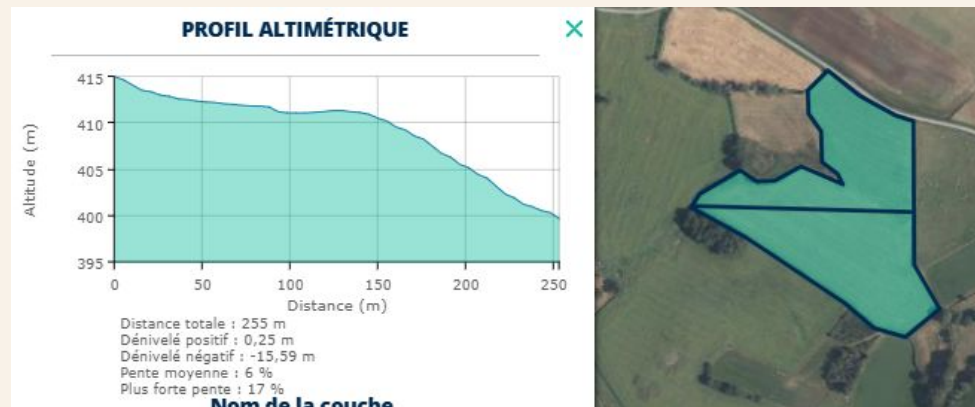 PROFIL ALTIMÉTRIQUE
×
415
410
405
400
395
Altitude (m)
0 50 100 150 200 250
Distance (m)
Distance totale : 255 m
Dénivelé positif : 0,25 m
Dénivelé négatif : -15,59 m
Pente moyenne : 6 %
Plus forte pente : 17 %
Nom de la couche